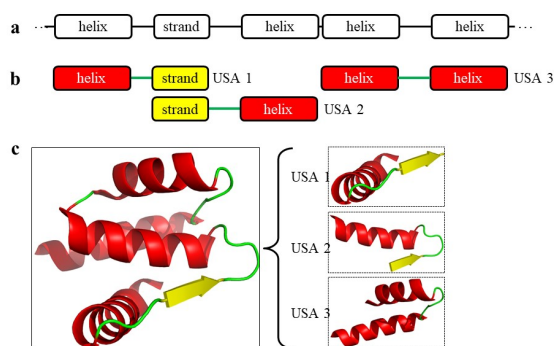 a ... helix strand helix helix helix ...
b helix strand USA 1 helix helix USA 3
strand helix USA 2
c
USA 1
USA 2
USA 3